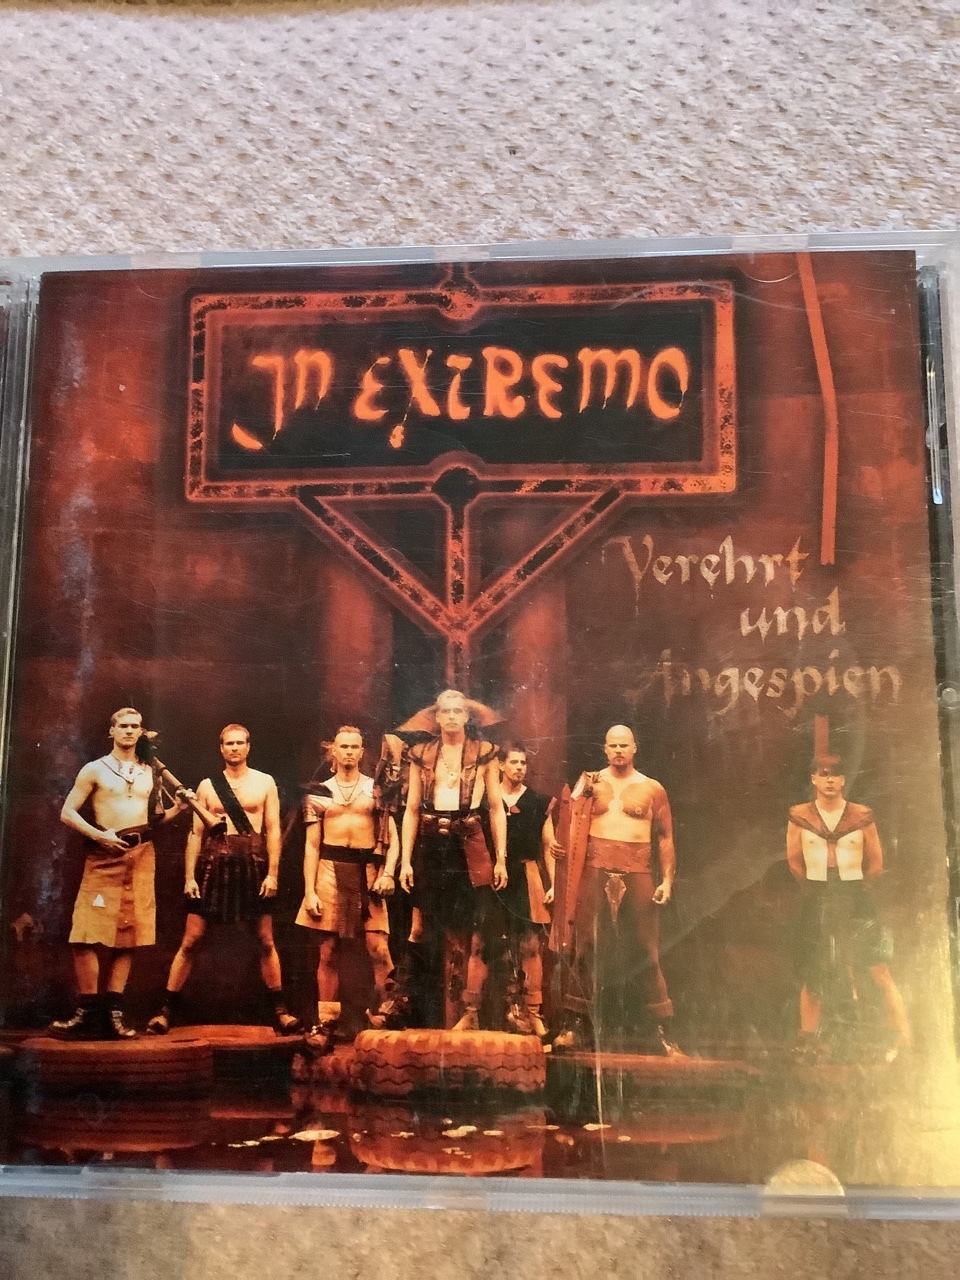 In Extremo
Verehrt
und
Angespien